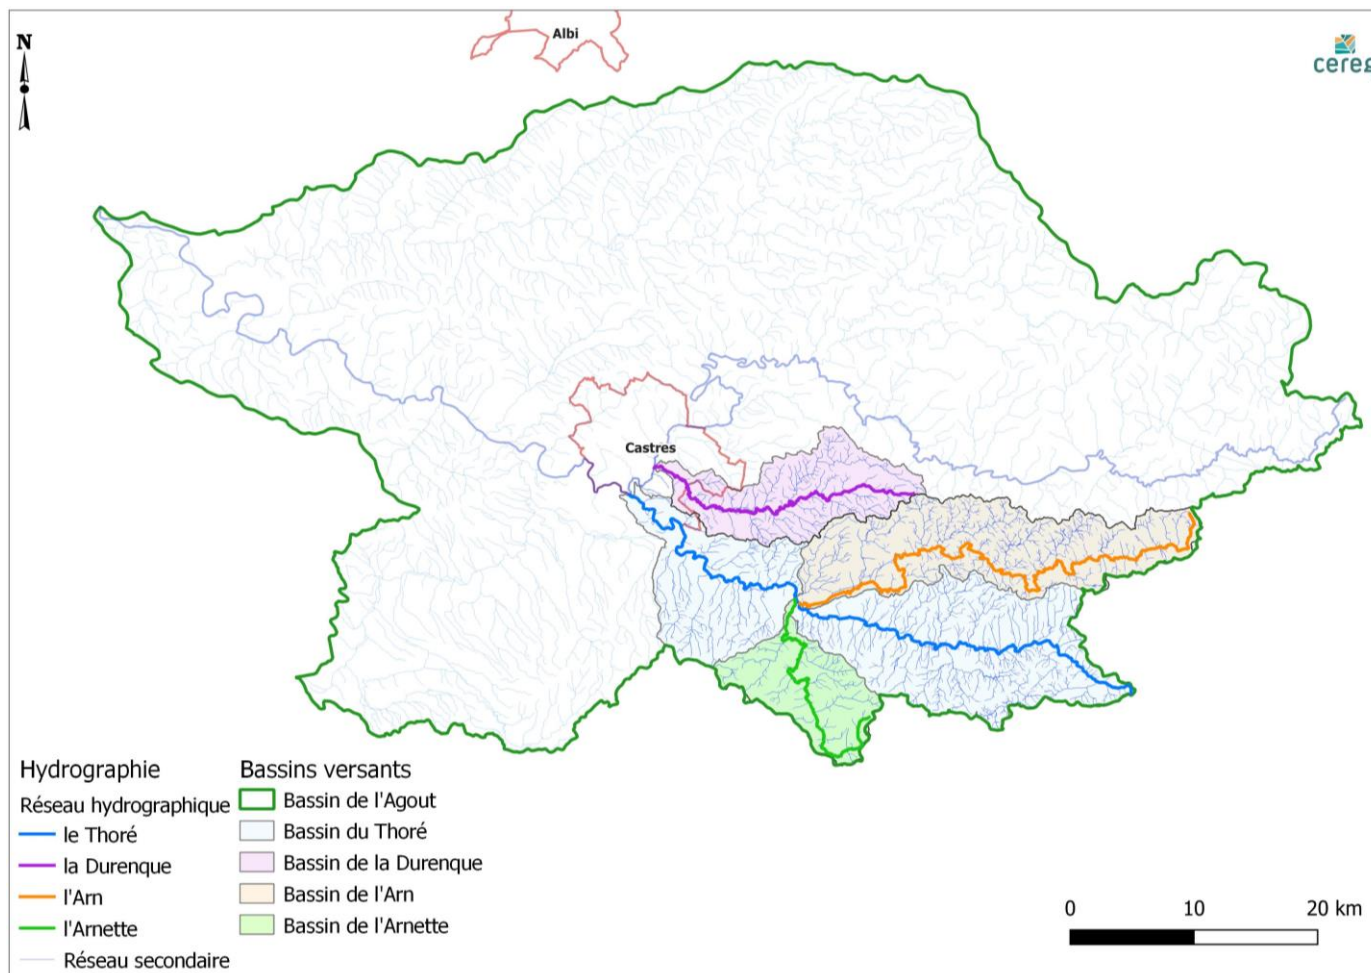 Albi
N
cereg
Castres
Hydrographie
Réseau hydrographique
le Thoré
la Durenque
l'Arn
l'Arnette
Réseau secondaire
Bassins versants
Bassin de l'Agout
Bassin du Thoré
Bassin de la Durenque
Bassin de l'Arn
Bassin de l'Arnette
0 10 20 km